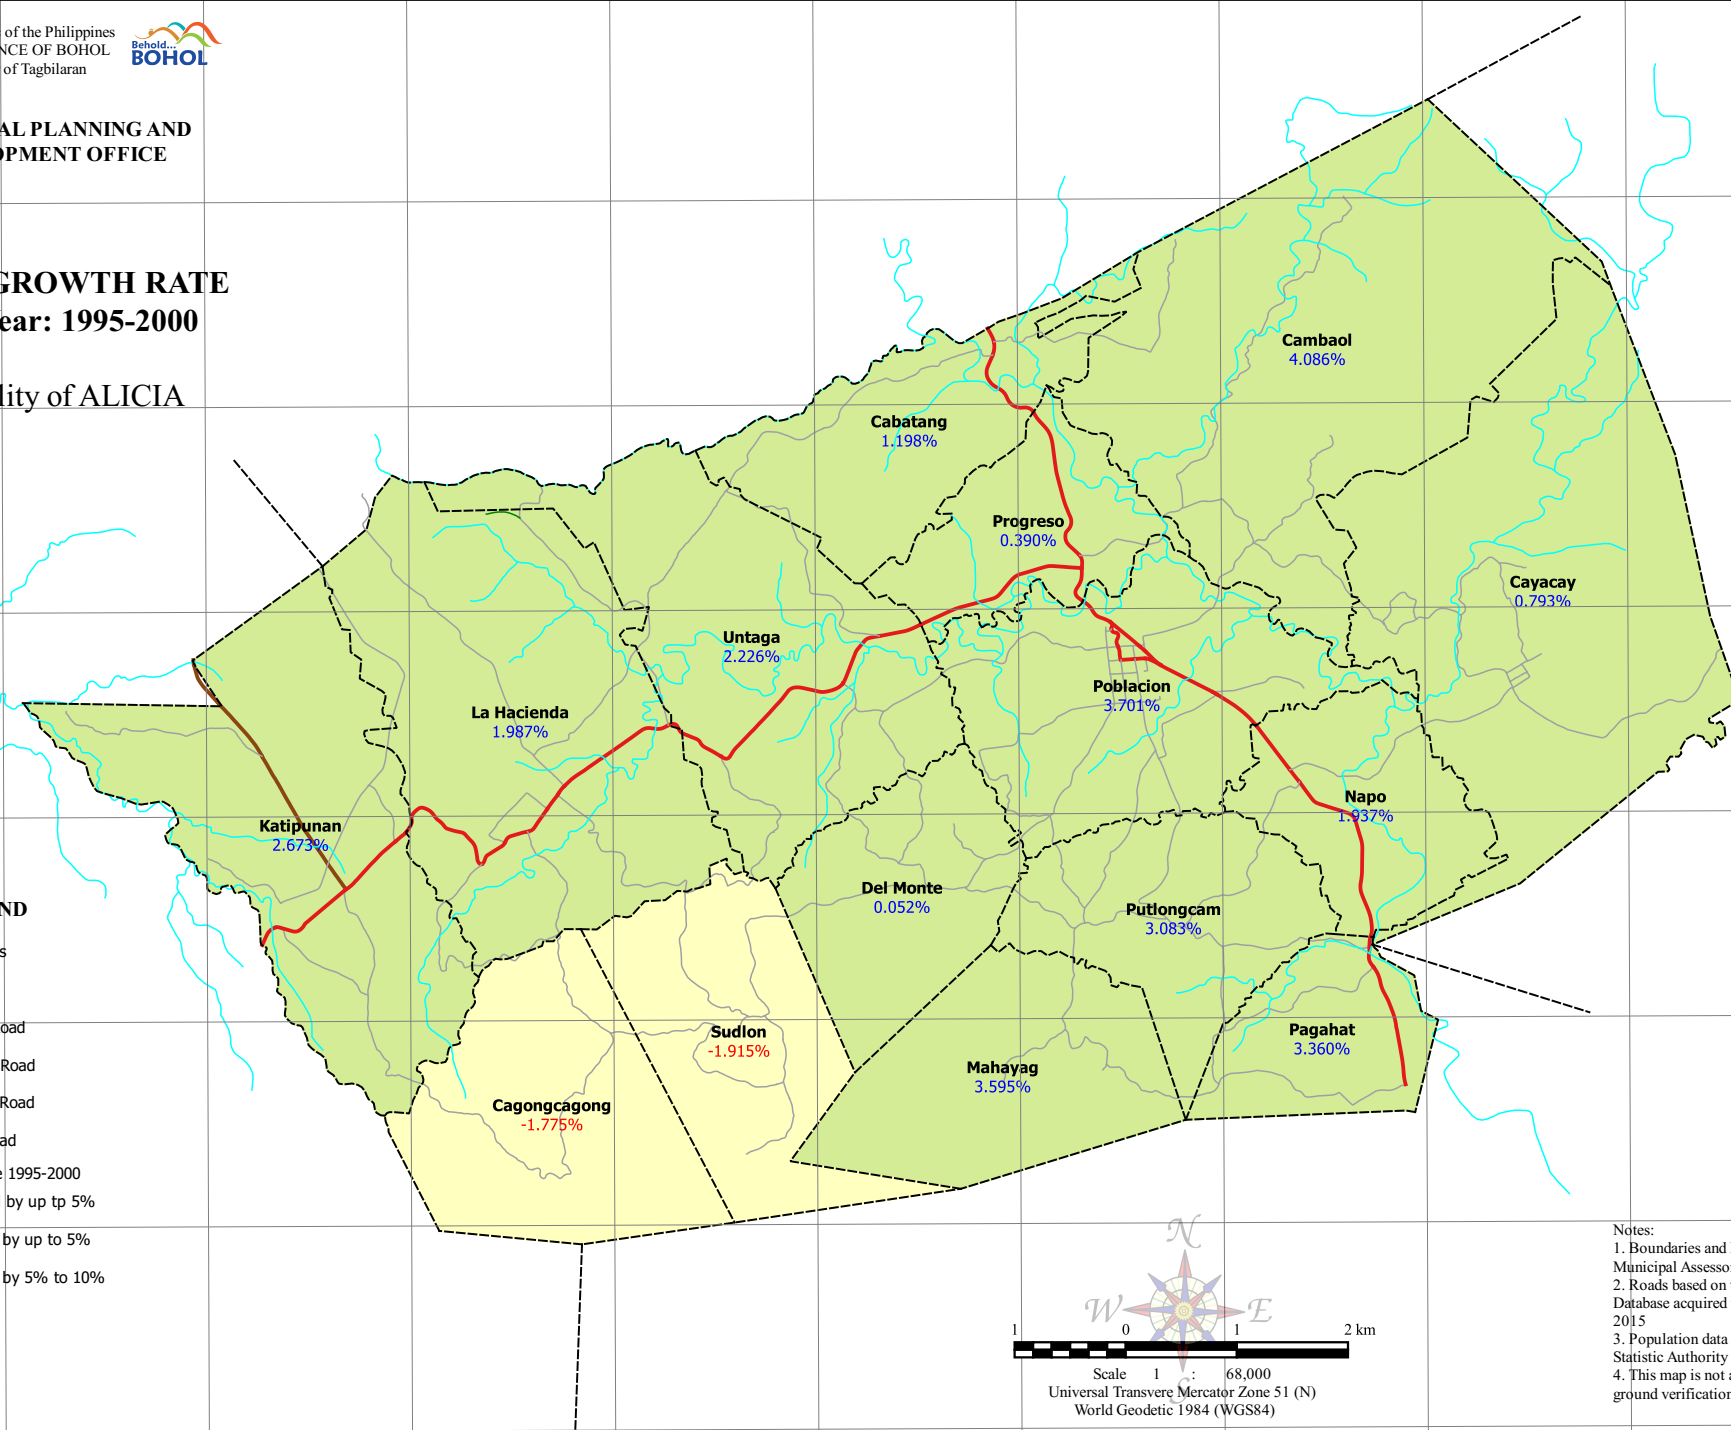 of the Philippines
NCE OF BOHOL
of Tagbilaran
Behold...
BOHOL
AL PLANNING AND
OPMENT OFFICE
GROWTH RATE
ear: 1995-2000
lity of ALICIA
Cambaol
4.086%
Cabatang
1.198%
Progreso
0.390%
Cayacay
0.793%
Untaga
2.226%
Poblacion
3.701%
La Hacienda
1.987%
Napo
1.937%
Katipunan
2.673%
Del Monte
0.052%
Putlongcam
3.083%
Sudlon
-1.915%
Pagahat
3.360%
Mahayag
3.595%
Cagongcagong
-1.775%
ND
s
oad
Road
Road
ad
e 1995-2000
by up tp 5%
by up to 5%
by 5% to 10%
N
W
E
S
1 0 1 2 km
Scale 1 : 68,000
Universal Transvere Mercator Zone 51 (N)
World Geodetic 1984 (WGS84)
Notes:
1. Boundaries and
Municipal Assesso
2. Roads based on
Database acquired
2015
3. Population data
Statistic Authority
4. This map is not a
ground verification